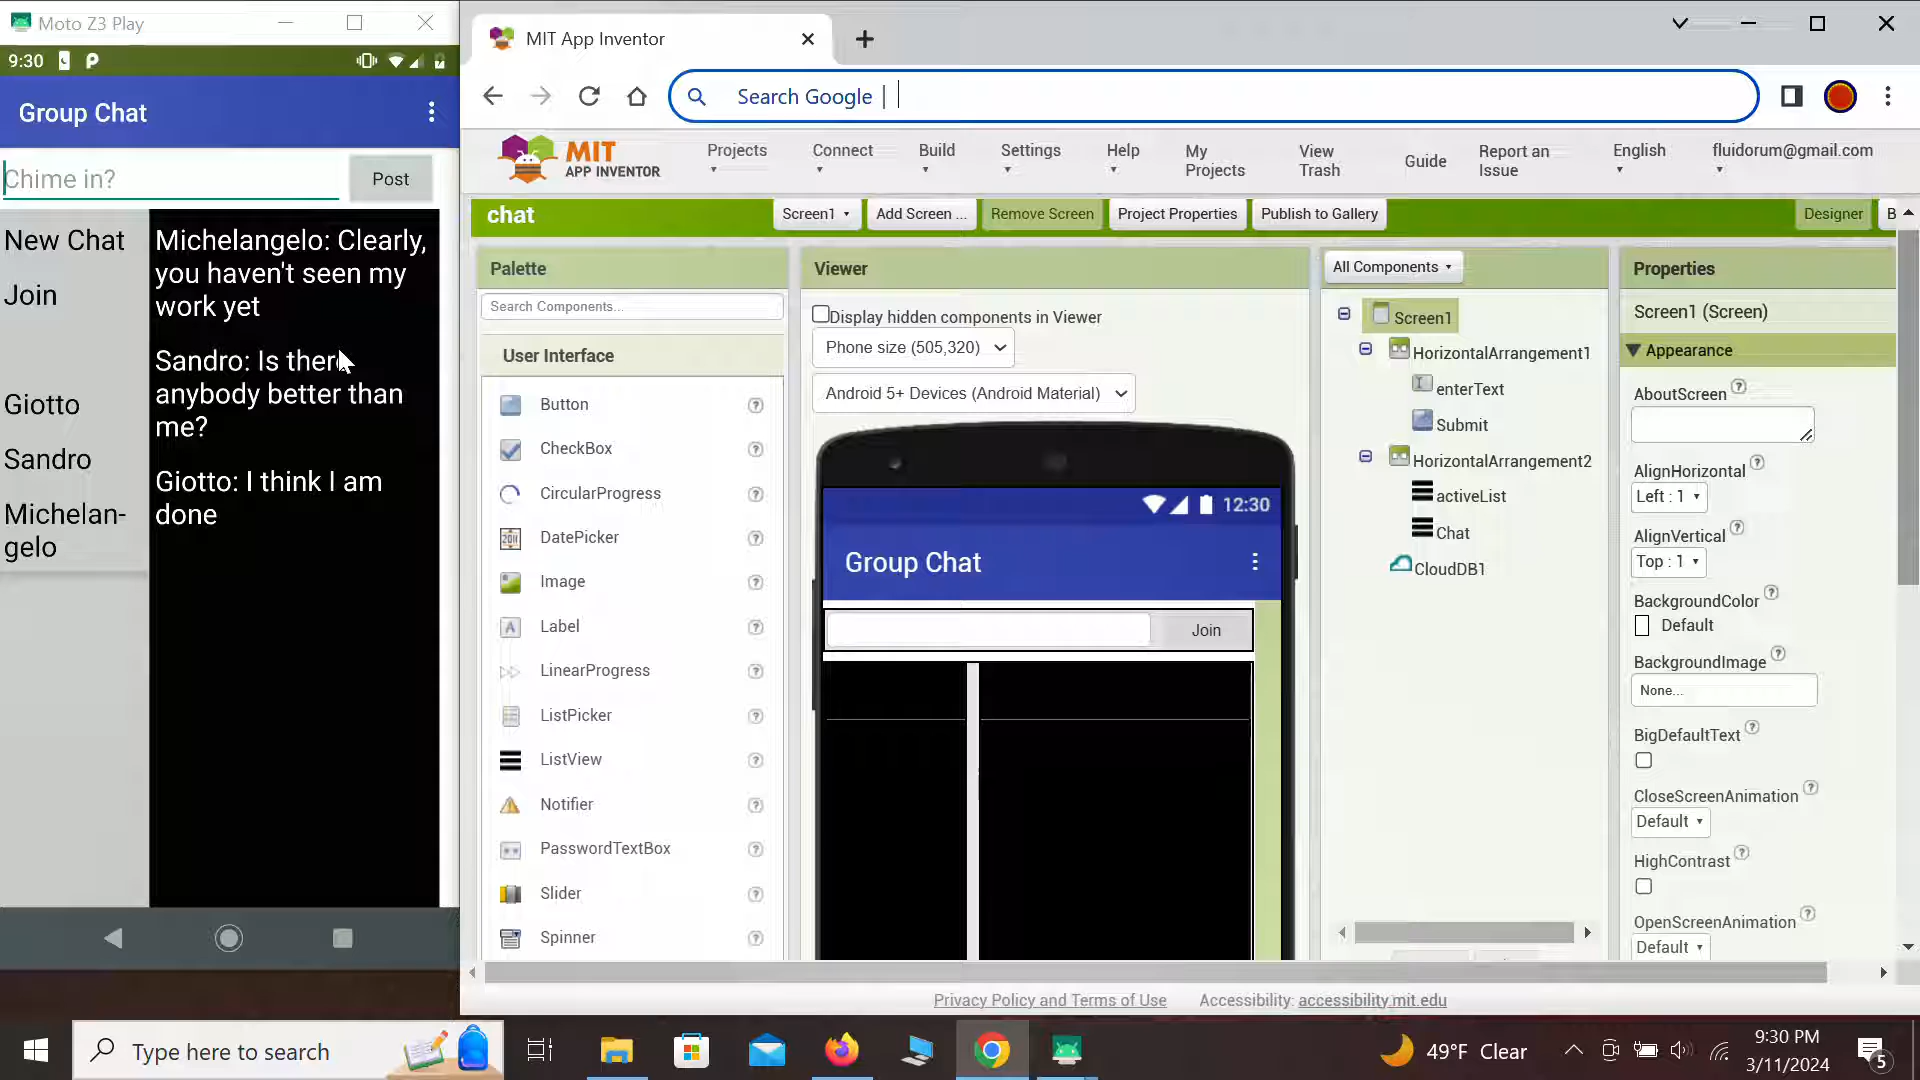 Moto Z3 Play
9:30
Group Chat
Chime in?
Post
New Chat
Join
Giotto
Sandro
Michelan-
gelo
Michelangelo: Clearly,
you haven't seen my
work yet
Sandro: Is there
anybody better than
me?
Giotto: I think I am
done
MIT App Inventor
Search Google
MIT
APP INVENTOR
Projects
Connect
Build
Settings
Help
My
Projects
View
Trash
Guide
Report an
Issue
English
fluidorum@gmail.com
chat
Screen1
Add Screen ...
Remove Screen
Project Properties
Publish to Gallery
Designer
B
Palette
Search Components...
User Interface
Button
CheckBox
CircularProgress
DatePicker
Image
Label
LinearProgress
ListPicker
ListView
Notifier
PasswordTextBox
Slider
Spinner
Viewer
Display hidden components in Viewer
Phone size (505,320)
Android 5+ Devices (Android Material)
12:30
Group Chat
Join
All Components
Screen1
HorizontalArrangement1
enterText
Submit
HorizontalArrangement2
activeList
Chat
CloudDB1
Properties
Screen1 (Screen)
Appearance
AboutScreen
AlignHorizontal
Left : 1
AlignVertical
Top : 1
BackgroundColor
Default
BackgroundImage
None...
BigDefaultText
CloseScreenAnimation
Default
HighContrast
OpenScreenAnimation
Default
Privacy Policy and Terms of Use
Accessibility: accessibility.mit.edu
Type here to search
49°F Clear
9:30 PM
3/11/2024
5